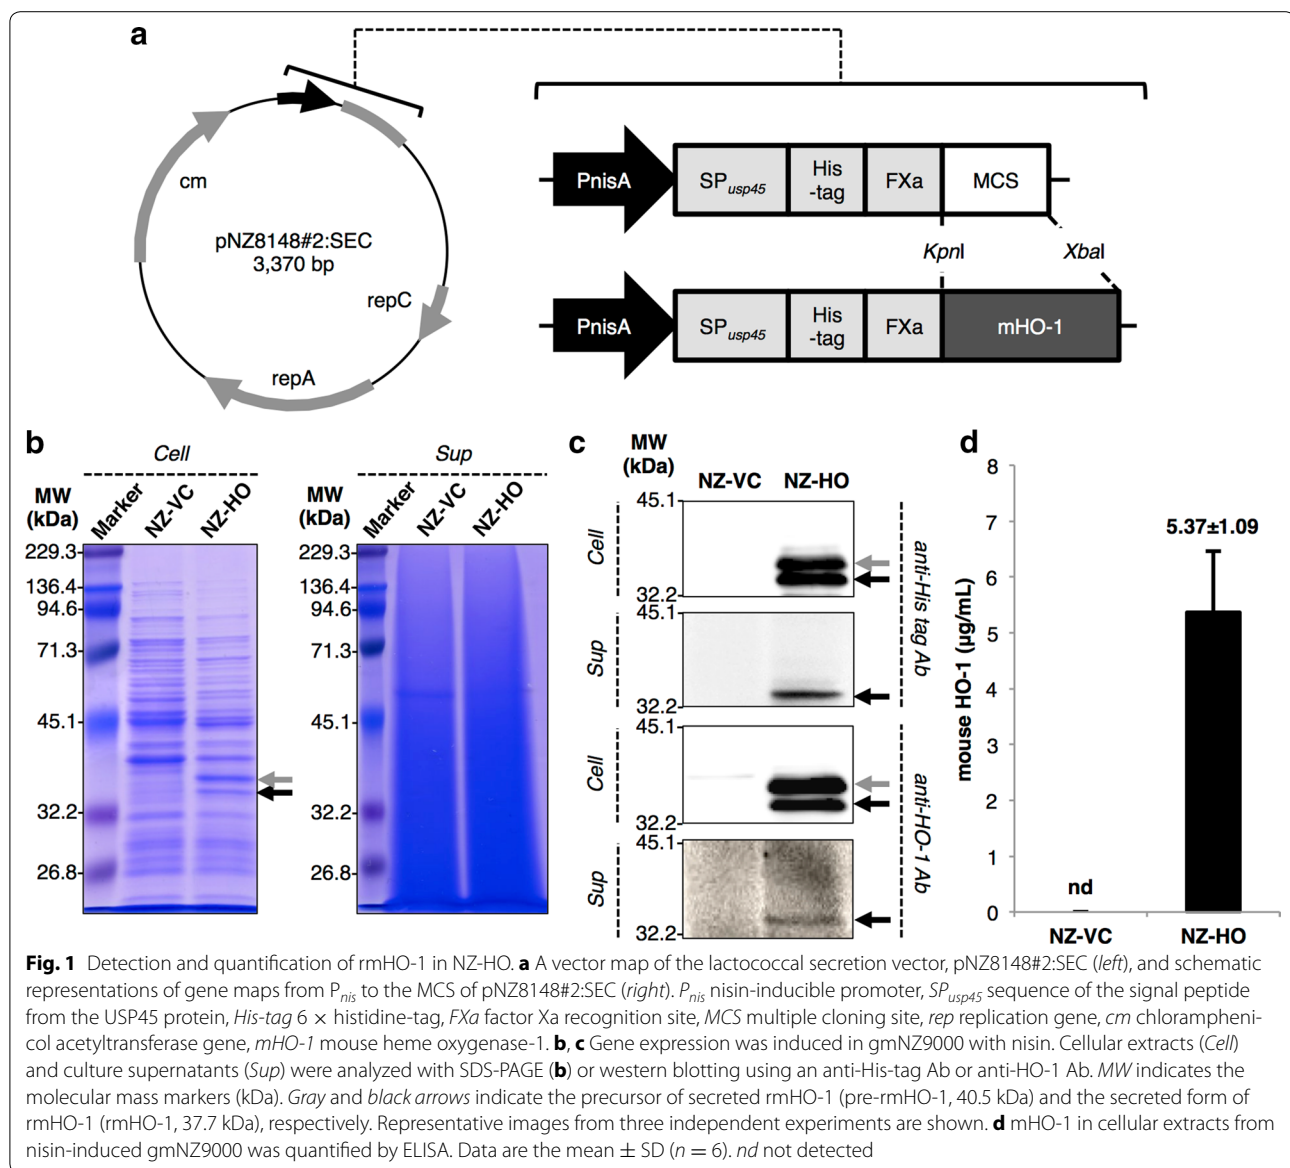 a
cm
pNZ8148#2:SEC
3,370 bp
repC
repA
PnisA SPusp45 His-tag FXa MCS
KpnI XbaI
PnisA SPusp45 His-tag FXa mHO-1
b
Cell
MW (kDa)
Marker NZ-VC NZ-HO
229.3
136.4
94.6
71.3
45.1
32.2
26.8
Sup
MW (kDa)
Marker NZ-VC NZ-HO
229.3
136.4
94.6
71.3
45.1
32.2
26.8
c
MW (kDa)
NZ-VC NZ-HO
Cell
45.1
32.2
Sup
45.1
32.2
anti-His tag Ab
Cell
45.1
32.2
Sup
45.1
32.2
anti-HO-1 Ab
d
mouse HO-1 (µg/mL)
8
7
6
5
4
3
2
1
0
5.37±1.09
nd
NZ-VC NZ-HO
Fig. 1 Detection and quantification of rmHO-1 in NZ-HO. a A vector map of the lactococcal secretion vector, pNZ8148#2:SEC (left), and schematic
representations of gene maps from Pnis to the MCS of pNZ8148#2:SEC (right). Pnis nisin-inducible promoter, SPusp45 sequence of the signal peptide
from the USP45 protein, His-tag 6 × histidine-tag, FXa factor Xa recognition site, MCS multiple cloning site, rep replication gene, cm chlorampheni-
col acetyltransferase gene, mHO-1 mouse heme oxygenase-1. b, c Gene expression was induced in gmNZ9000 with nisin. Cellular extracts (Cell)
and culture supernatants (Sup) were analyzed with SDS-PAGE (b) or western blotting using an anti-His-tag Ab or anti-HO-1 Ab. MW indicates the
molecular mass markers (kDa). Gray and black arrows indicate the precursor of secreted rmHO-1 (pre-rmHO-1, 40.5 kDa) and the secreted form of
rmHO-1 (rmHO-1, 37.7 kDa), respectively. Representative images from three independent experiments are shown. d mHO-1 in cellular extracts from
nisin-induced gmNZ9000 was quantified by ELISA. Data are the mean ± SD (n = 6). nd not detected